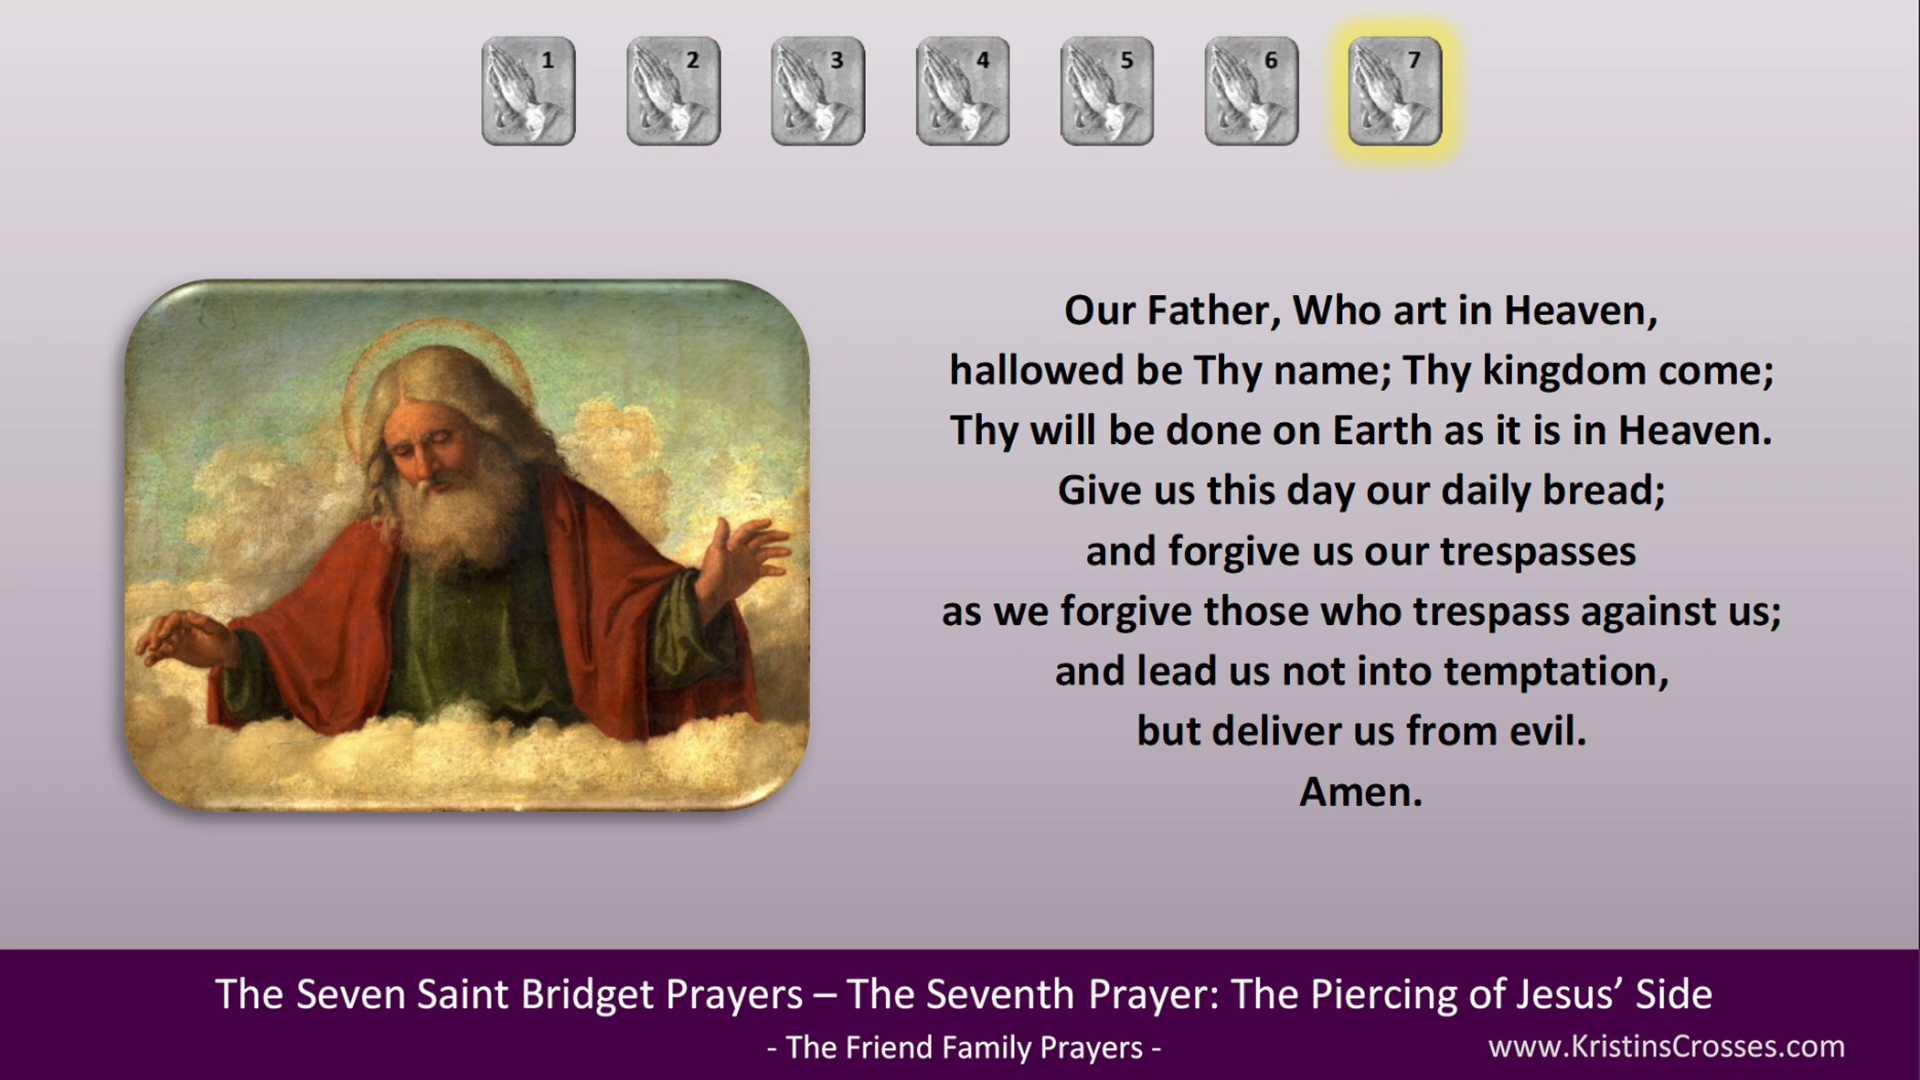 1 2 3 4 5 6 7
Our Father, Who art in Heaven,
hallowed be Thy name; Thy kingdom come;
Thy will be done on Earth as it is in Heaven.
Give us this day our daily bread;
and forgive us our trespasses
as we forgive those who trespass against us;
and lead us not into temptation,
but deliver us from evil.
Amen.
The Seven Saint Bridget Prayers – The Seventh Prayer: The Piercing of Jesus’ Side
- The Friend Family Prayers -
www.KristinsCrosses.com